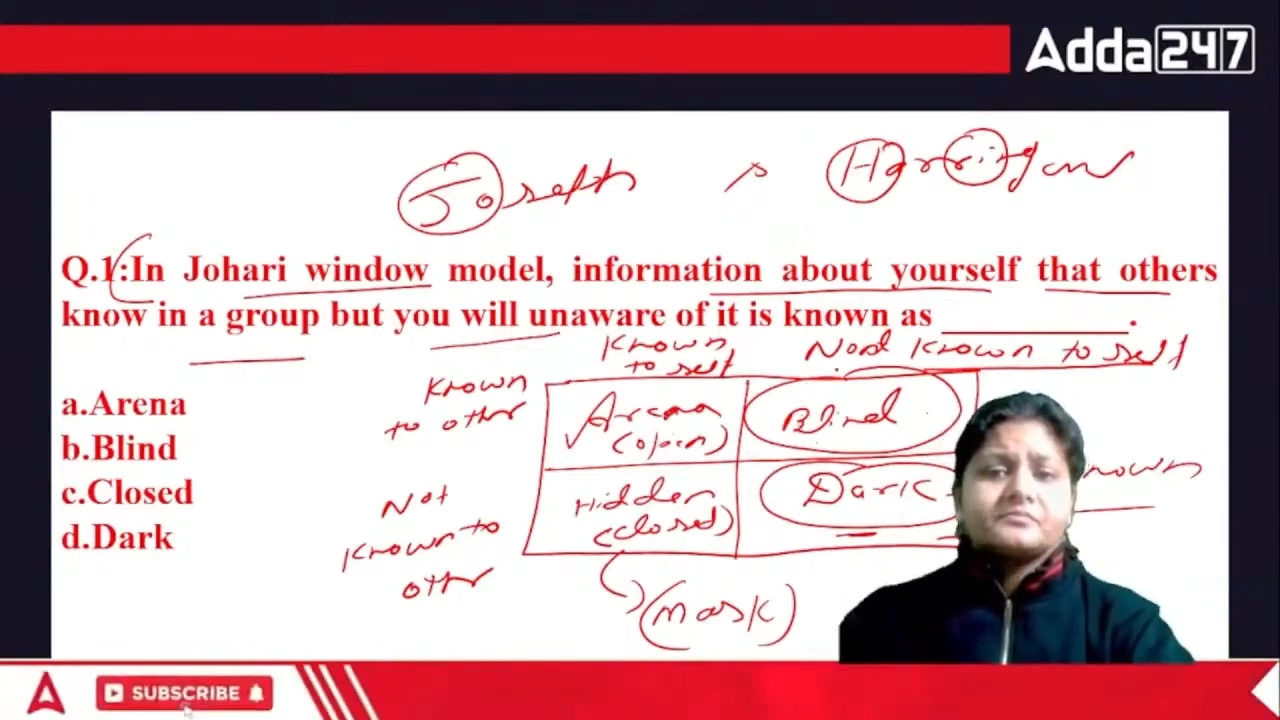 Adda247
Joseph & Harringan
Q.1:In Johari window model, information about yourself that others
know in a group but you will unaware of it is known as ____________.
Known to self
Not known to self
Known to other
a.Arena
b.Blind
c.Closed
d.Dark
Arena (open)
Blind
Not known to other
Hidden (closed)
Dark
(mask)
SUBSCRIBE